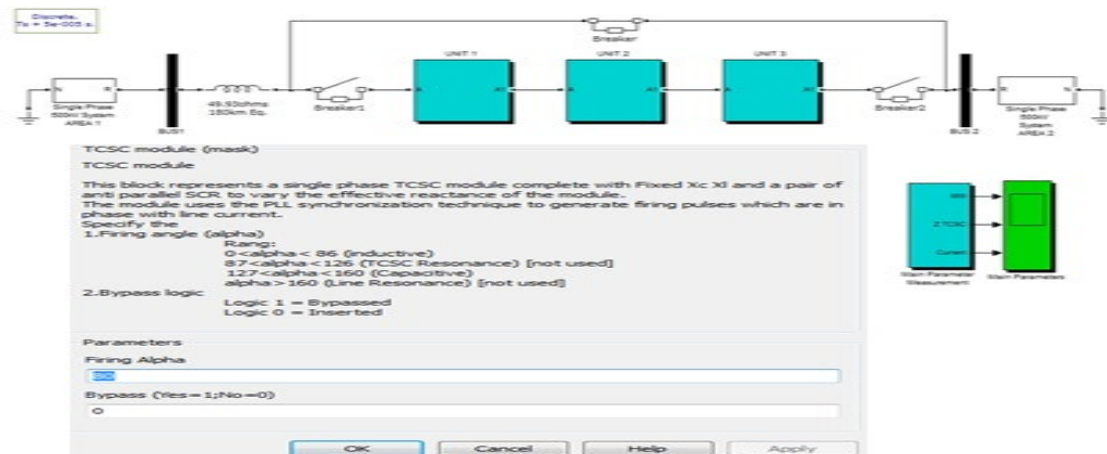 Discrete,
Ts = 5e-005 s.
Breaker
UNIT 1
UNIT 2
UNIT 3
Single Phase
500kV System
AREA 1
BUS1
49.93ohms
180km Eq.
Breaker1
Breaker2
BUS 2
Single Phase
500kV
System
AREA 2
TCSC module (mask)
TCSC module
This block represents a single phase TCSC module complete with Fixed Xc Xl and a pair of
anti parallel SCR to vary the effective reactance of the module.
The module uses the PLL synchronization technique to generate firing pulses which are in
phase with line current.
Specify the
1.Firing angle (alpha)
Rang:
0<alpha< 86 (inductive)
87<alpha<126 (TCSC Resonance) [not used]
127<alpha<160 (Capacitive)
alpha>160 (Line Resonance) [not used]
2.Bypass logic
Logic 1 = Bypassed
Logic 0 = Inserted
Z TCSC
Current
Main Parameter
Measurement
Main Parameters
Parameters
Firing Alpha
Bypass (Yes=1;No=0)
0
OK
Cancel
Help
Apply